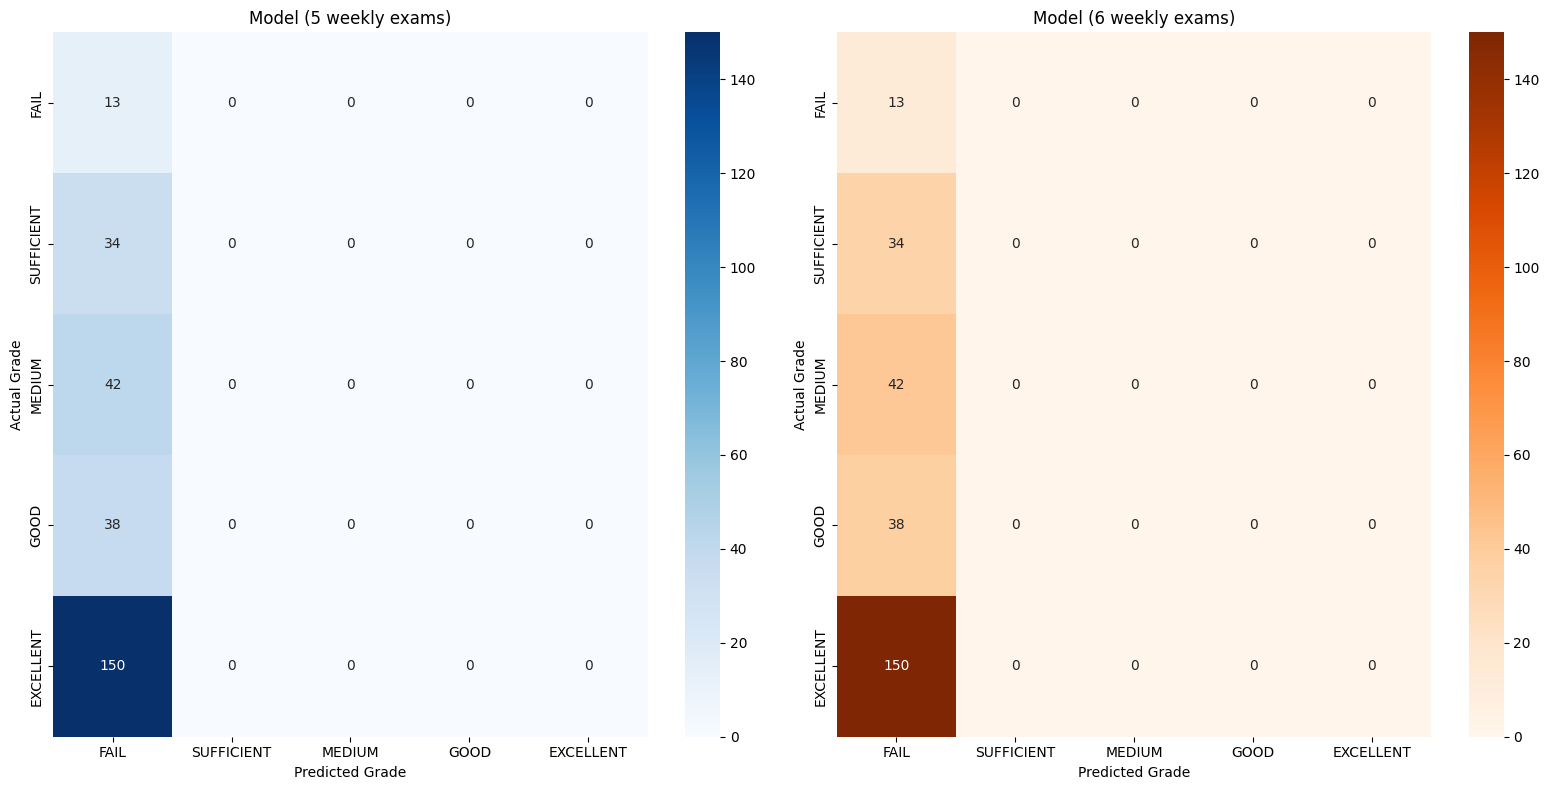 Model (5 weekly exams)
FAIL
SUFFICIENT
MEDIUM
GOOD
EXCELLENT
Actual Grade
13 0 0 0 0
34 0 0 0 0
42 0 0 0 0
38 0 0 0 0
150 0 0 0 0
FAIL SUFFICIENT MEDIUM GOOD EXCELLENT
Predicted Grade
140
120
100
80
60
40
20
0
Model (6 weekly exams)
FAIL
SUFFICIENT
MEDIUM
GOOD
EXCELLENT
Actual Grade
13 0 0 0 0
34 0 0 0 0
42 0 0 0 0
38 0 0 0 0
150 0 0 0 0
FAIL SUFFICIENT MEDIUM GOOD EXCELLENT
Predicted Grade
140
120
100
80
60
40
20
0